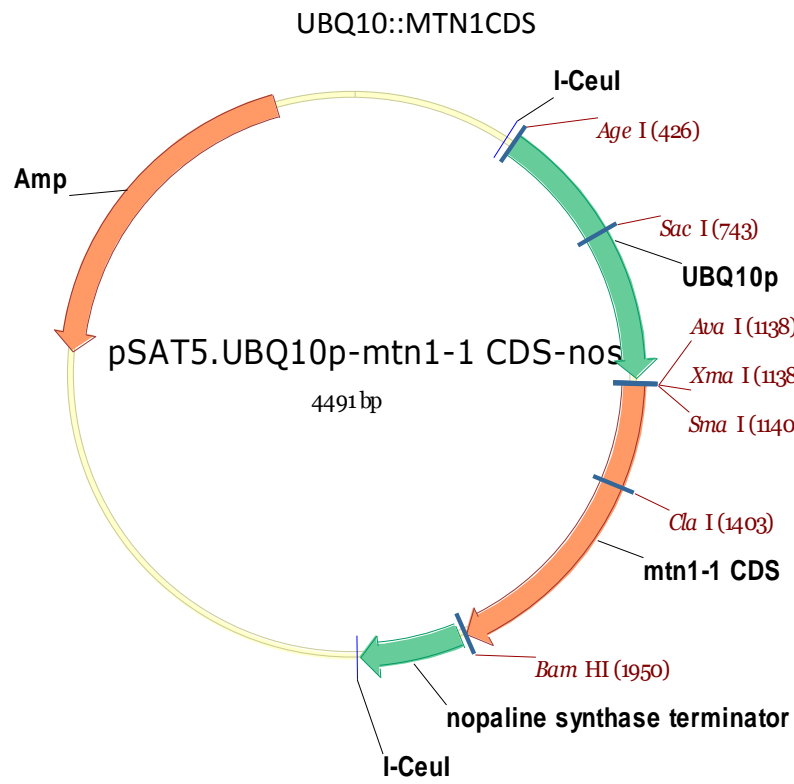 UBQ10::MTN1CDS
I-CeuI
Age I (426)
Amp
Sac I (743)
UBQ10p
Ava I (1138)
pSAT5.UBQ10p-mtn1-1 CDS-nos
Xma I (1138
4491 bp
Sma I (1140
Cla I (1403)
mtn1-1 CDS
Bam HI (1950)
nopaline synthase terminator
I-CeuI